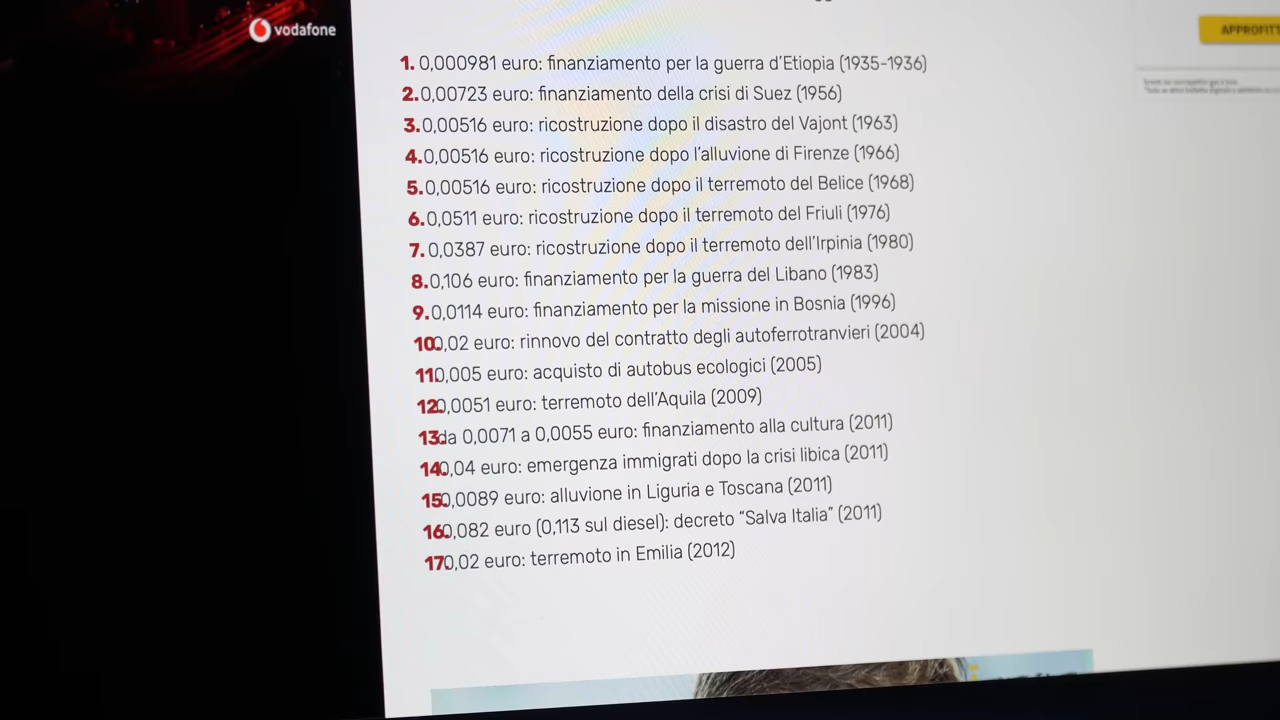 vodafone
APPROFITT
1. 0,000981 euro: finanziamento per la guerra d'Etiopia (1935-1936)
2. 0,00723 euro: finanziamento della crisi di Suez (1956)
3. 0,00516 euro: ricostruzione dopo il disastro del Vajont (1963)
4. 0,00516 euro: ricostruzione dopo l'alluvione di Firenze (1966)
5. 0,00516 euro: ricostruzione dopo il terremoto del Belice (1968)
6. 0,0511 euro: ricostruzione dopo il terremoto del Friuli (1976)
7. 0,0387 euro: ricostruzione dopo il terremoto dell'Irpinia (1980)
8. 0,106 euro: finanziamento per la guerra del Libano (1983)
9. 0,0114 euro: finanziamento per la missione in Bosnia (1996)
10. 0,02 euro: rinnovo del contratto degli autoferrotranvieri (2004)
11. 0,005 euro: acquisto di autobus ecologici (2005)
12. 0,0051 euro: terremoto dell'Aquila (2009)
13. da 0,0071 a 0,0055 euro: finanziamento alla cultura (2011)
14. 0,04 euro: emergenza immigrati dopo la crisi libica (2011)
15. 0,0089 euro: alluvione in Liguria e Toscana (2011)
16. 0,082 euro (0,113 sul diesel): decreto “Salva Italia” (2011)
17. 0,02 euro: terremoto in Emilia (2012)